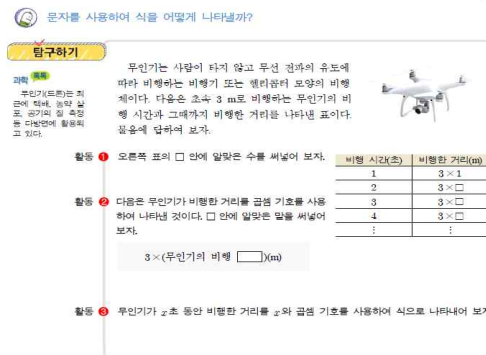 문자를 사용하여 식을 어떻게 나타낼까?
탐구하기
과학 톡톡
무인기(드론)는 최
근에 택배, 농약 살
포, 공기의 질 측정
등 다방면에 활용되
고 있다.
무인기는 사람이 타지 않고 무선 전파의 유도에
따라 비행하는 비행기 또는 헬리콥터 모양의 비행
체이다. 다음은 초속 3 m로 비행하는 무인기의 비
행 시간과 그때까지 비행한 거리를 나타낸 표이다.
물음에 답하여 보자.
활동 1 오른쪽 표의 □ 안에 알맞은 수를 써넣어 보자.
비행 시간(초) 비행한 거리(m)
1 3×1
2 3×□
3 3×□
4 3×□
⋮ ⋮
활동 2 다음은 무인기가 비행한 거리를 곱셈 기호를 사용
하여 나타낸 것이다. □ 안에 알맞은 말을 써넣어
보자.
3×(무인기의 비행 □)(m)
활동 3 무인기가 x초 동안 비행한 거리를 x와 곱셈 기호를 사용하여 식으로 나타내어 보자